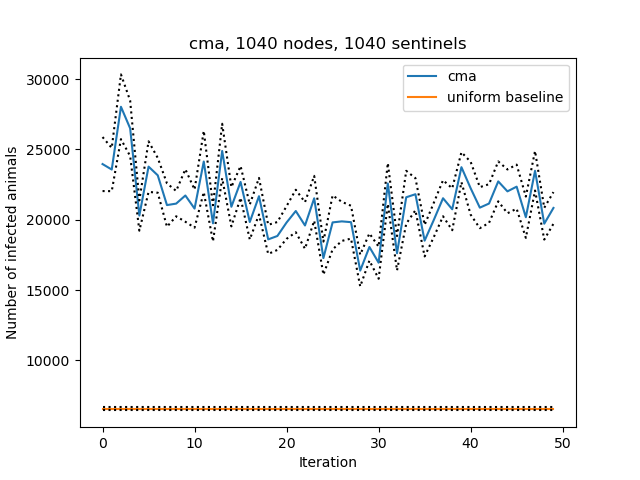 cma, 1040 nodes, 1040 sentinels
cma
uniform baseline
Number of infected animals
30000
25000
20000
15000
10000
0
10
20
30
40
50
Iteration